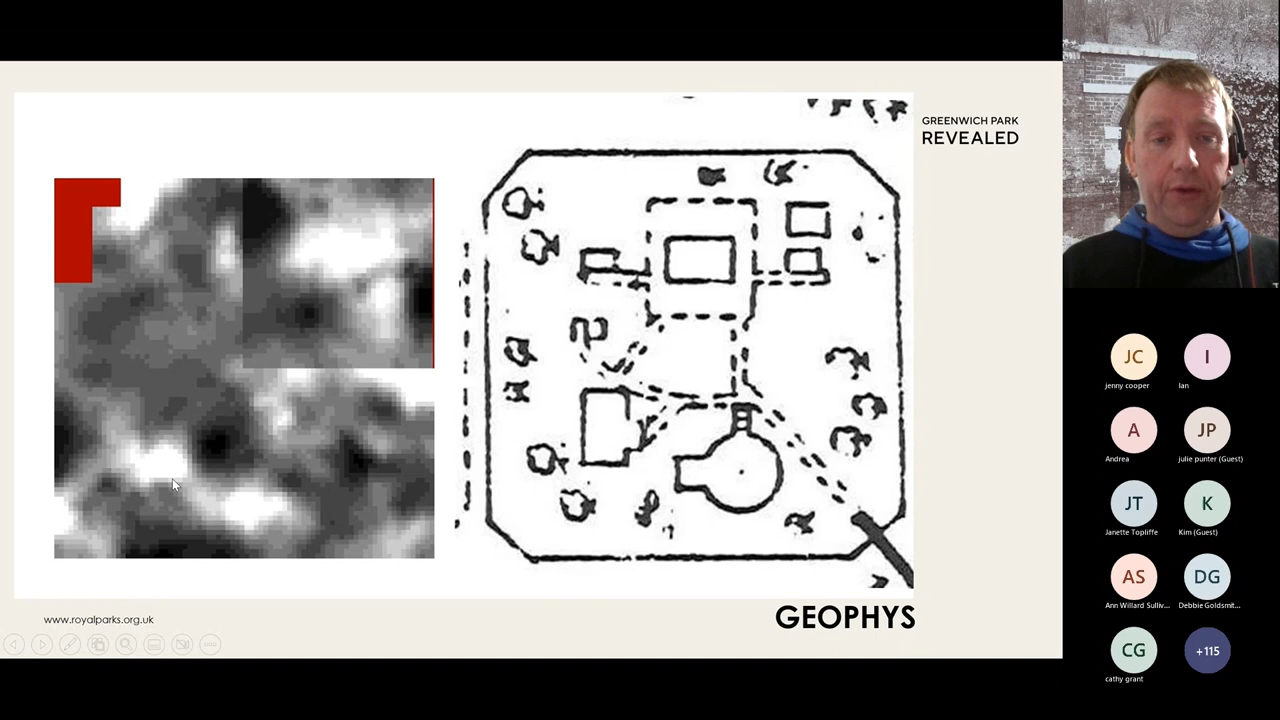 GREENWICH PARK
REVEALED
www.royalparks.org.uk
GEOPHYS
JC
jenny cooper
I
Ian
A
Andrea
JP
julie punter (Guest)
JT
Janette Topliffe
K
Kim (Guest)
AS
Ann Willard Sulliv...
DG
Debbie Goldsmit...
CG
cathy grant
+115